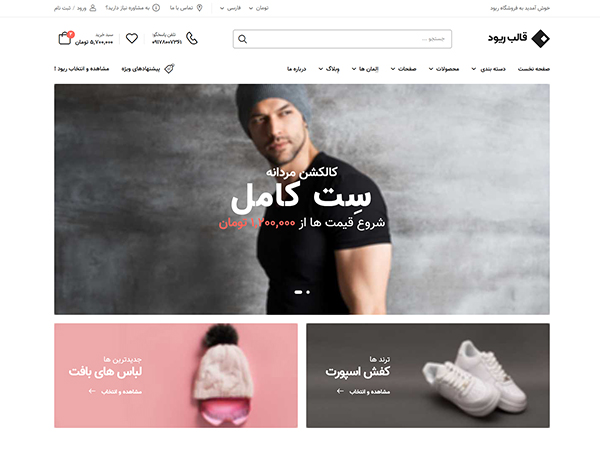 خوش آمدید به فروشگاه ریود
تومان
فارسی
تماس با ما
به مشاوره نیاز دارید؟
ورود / ثبت نام
قالب ریود
جستجو ...
تلفن پاسخگو:
۰۹۱۷۸۰۰۷۳۶۱
سبد خرید
۵,۷۰۰,۰۰۰ تومان
صفحه نخست
دسته بندی
محصولات
صفحات
المان ها
وبلاگ
درباره ما
پیشنهادهای ویژه
مشاهده و انتخاب ریود !
کالکشن مردانه
سِت کامل
شروع قیمت ها از ۱,۲۰۰,۰۰۰ تومان
ترند ها
کفش اسپورت
مشاهده و انتخاب
جدیدترین ها
لباس های بافت
مشاهده و انتخاب